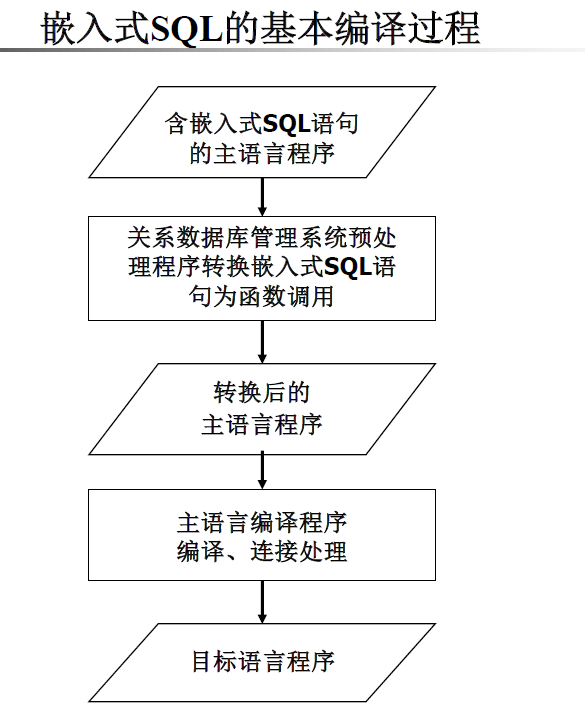 嵌入式SQL的基本编译过程
含嵌入式SQL语句
的主语言程序
关系数据库管理系统预处
理程序转换嵌入式SQL语
句为函数调用
转换后的
主语言程序
主语言编译程序
编译、连接处理
目标语言程序